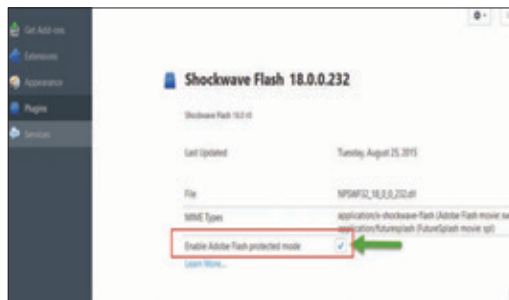 Get Add-ons
Extensions
Appearance
Plugins
Services
Shockwave Flash 18.0.0.232
Shockwave Flash 18.0 r0
Last Updated
Tuesday, August 25, 2015
File
NPSWF32_18_0_0_232.dll
MIME Types
application/x-shockwave-flash (Adobe Flash movie: sw
application/futuresplash (FutureSplash movie: spl)
Enable Adobe Flash protected mode
Learn More...